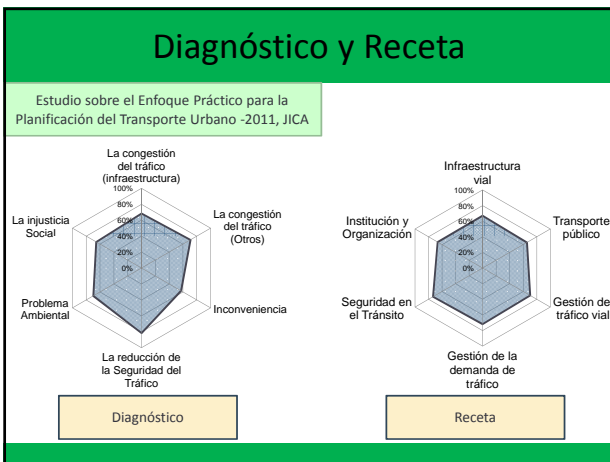 Diagnóstico y Receta
Estudio sobre el Enfoque Práctico para la
Planificación del Transporte Urbano -2011, JICA
La congestión
del tráfico
(infraestructura)
100%
80%
60%
40%
20%
0%
La congestión
del tráfico
(Otros)
Inconveniencia
La reducción de
la Seguridad del
Tráfico
Problema
Ambiental
La injusticia
Social
Diagnóstico
Infraestructura
vial
100%
80%
60%
40%
20%
0%
Transporte
público
Gestión de
tráfico vial
Gestión de la
demanda de
tráfico
Seguridad en
el Tránsito
Institución y
Organización
Receta